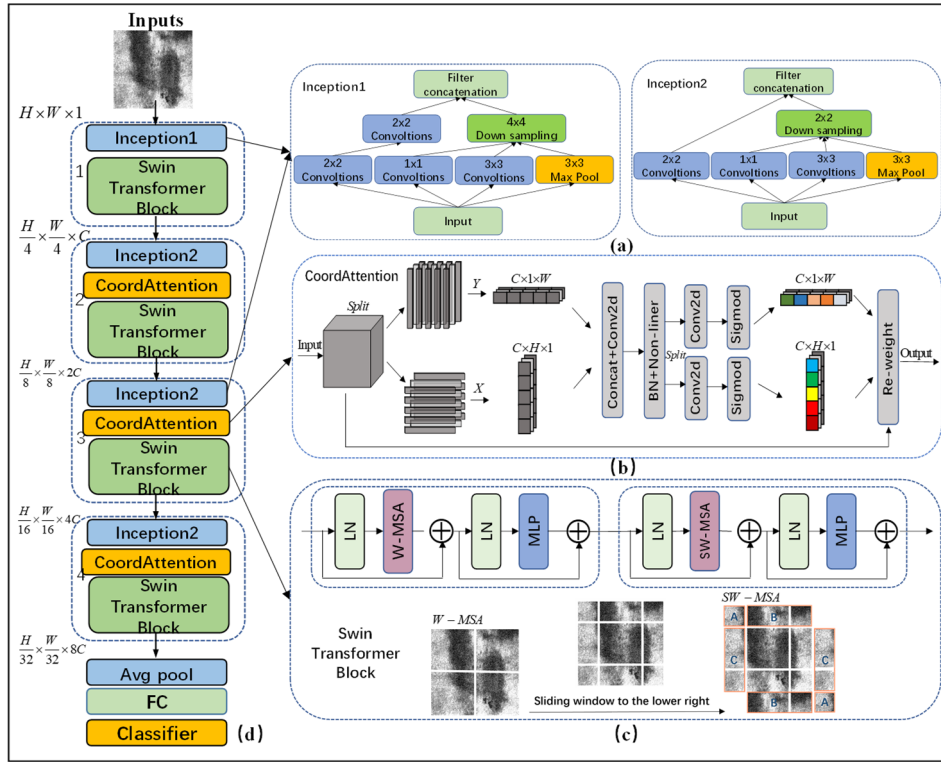 Inputs
H×W×1
Inception1
1
Swin
Transformer
Block
H/4 × W/4 × C
Inception2
CoordAttention
2
Swin
Transformer
Block
H/8 × W/8 × 2C
Inception2
CoordAttention
3
Swin
Transformer
Block
H/16 × W/16 × 4C
Inception2
CoordAttention
4
Swin
Transformer
Block
H/32 × W/32 × 8C
Avg pool
FC
Classifier
(d)
Inception1
Filter
concatenation
2x2
Convoltions
4x4
Down sampling
2x2
Convoltions
1x1
Convoltions
3x3
Convoltions
3x3
Max Pool
Input
Inception2
Filter
concatenation
2x2
Down sampling
2x2
Convoltions
1x1
Convoltions
3x3
Convoltions
3x3
Max Pool
Input
(a)
CoordAttention
Split
Input
Y
C×1×W
X
C×H×1
Concat+Conv2d
BN+Non-liner
Split
Conv2d
Sigmod
Conv2d
Sigmod
C×1×W
C×H×1
Re-weight
Output
(b)
LN
W-MSA
LN
MLP
LN
SW-MSA
LN
MLP
Swin
Transformer
Block
W-MSA
SW-MSA
A
B
C
C
B
A
Sliding window to the lower right
(c)